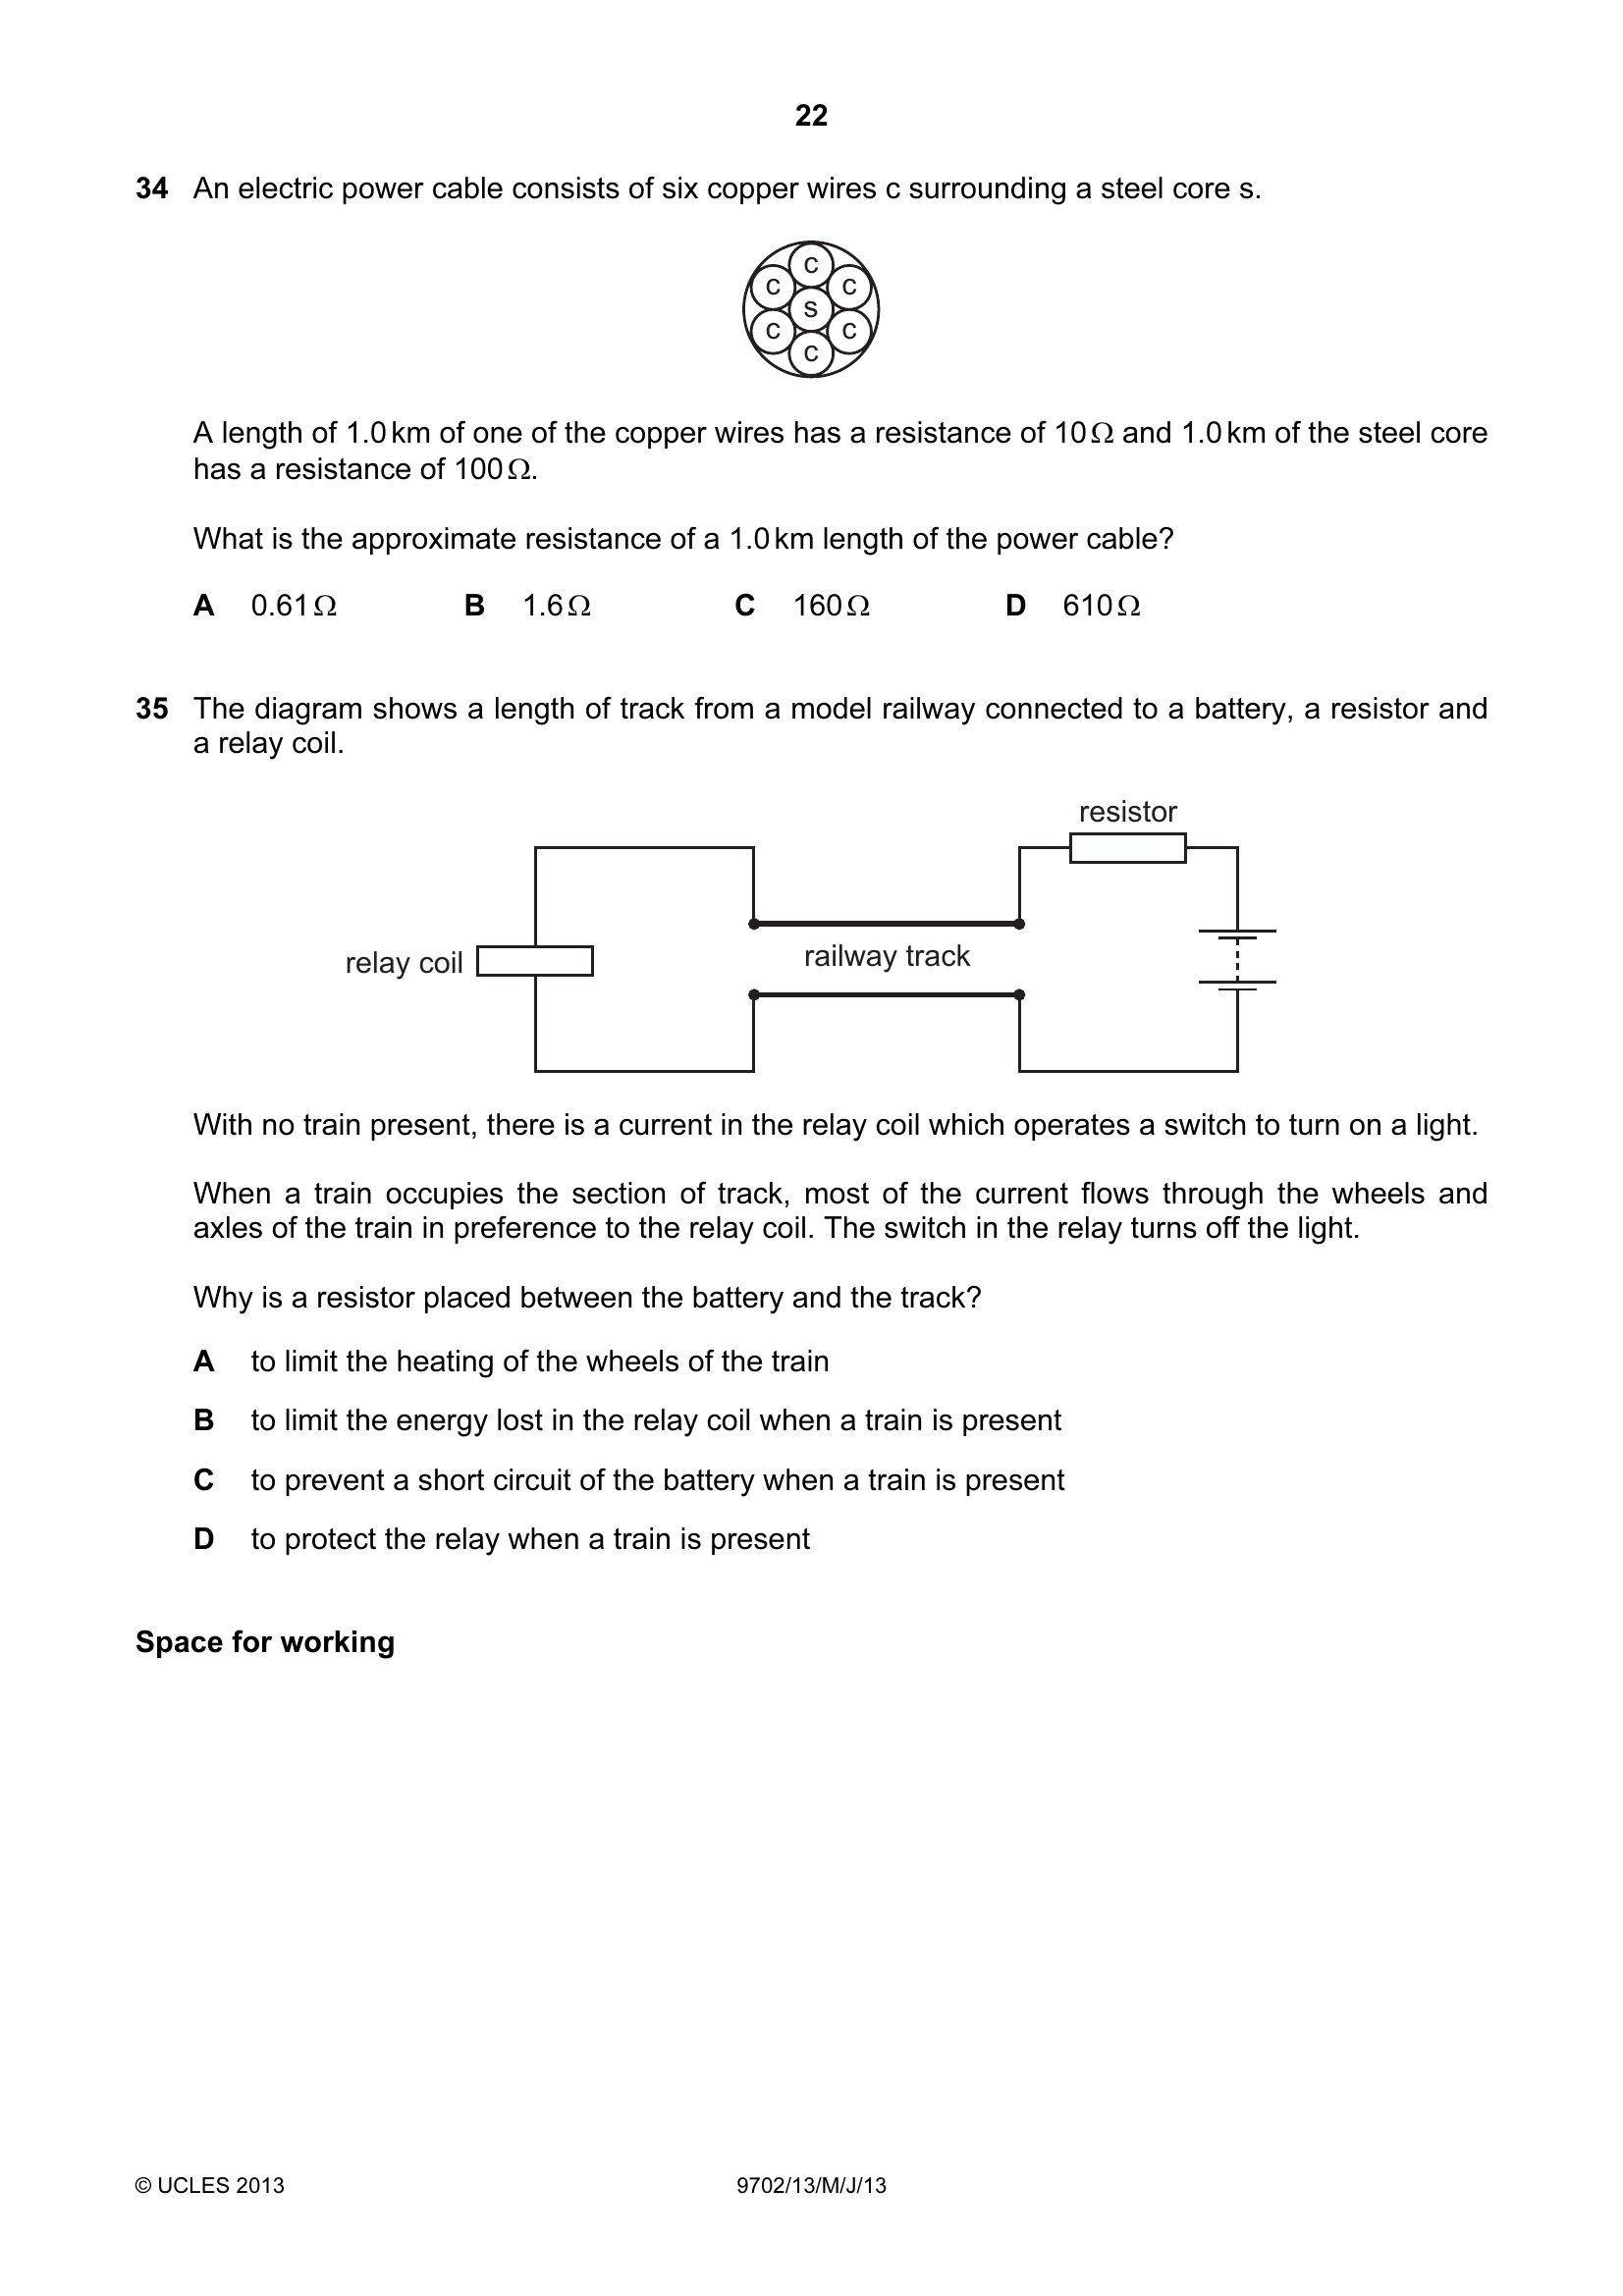 22
34 An electric power cable consists of six copper wires c surrounding a steel core s.
c
c c
s
c c
c
A length of 1.0 km of one of the copper wires has a resistance of 10 Ω and 1.0 km of the steel core
has a resistance of 100 Ω.
What is the approximate resistance of a 1.0 km length of the power cable?
A 0.61 Ω B 1.6 Ω C 160 Ω D 610 Ω
35 The diagram shows a length of track from a model railway connected to a battery, a resistor and
a relay coil.
resistor
relay coil
railway track
With no train present, there is a current in the relay coil which operates a switch to turn on a light.
When a train occupies the section of track, most of the current flows through the wheels and
axles of the train in preference to the relay coil. The switch in the relay turns off the light.
Why is a resistor placed between the battery and the track?
A to limit the heating of the wheels of the train
B to limit the energy lost in the relay coil when a train is present
C to prevent a short circuit of the battery when a train is present
D to protect the relay when a train is present
Space for working
© UCLES 2013 9702/13/M/J/13